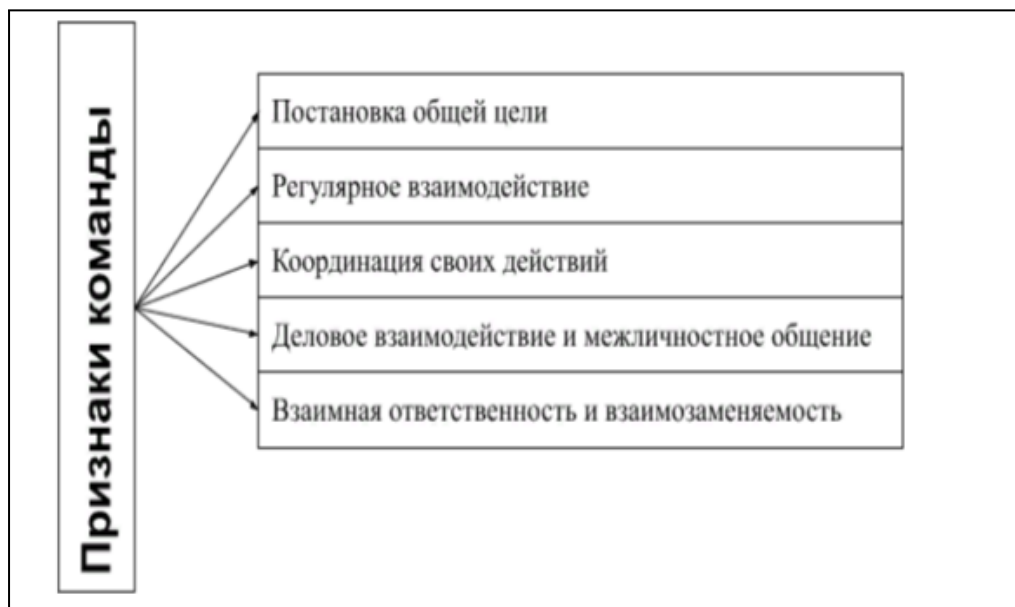 Признаки команды
Постановка общей цели
Регулярное взаимодействие
Координация своих действий
Деловое взаимодействие и межличностное общение
Взаимная ответственность и взаимозаменяемость